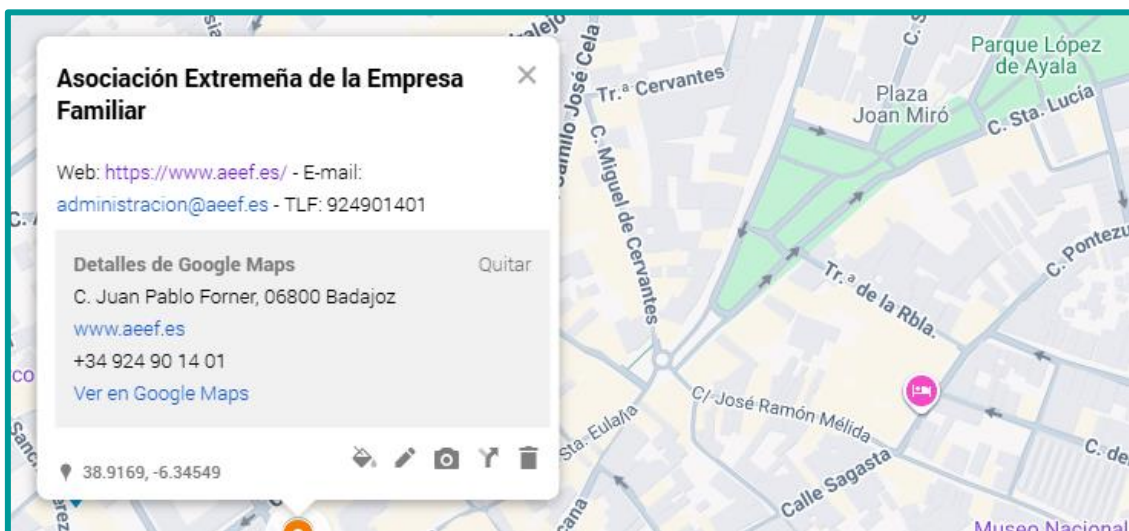 Asociación Extremeña de la Empresa
Familiar
Web: https://www.aeef.es/ - E-mail:
administracion@aeef.es - TLF: 924901401
Detalles de Google Maps
Quitar
C. Juan Pablo Forner, 06800 Badajoz
www.aeef.es
+34 924 90 14 01
Ver en Google Maps
38.9169, -6.34549
Camilo José Cela
Tr.ª Cervantes
C. Miguel de Cervantes
Parque López
de Ayala
Plaza
Joan Miró
C. Sta. Lucía
C. Pontezu
Tr.ª de la Rbla.
C/ José Ramón Mélida
Sta. Eulalia
Calle Sagasta
C. de
Museo Nacional